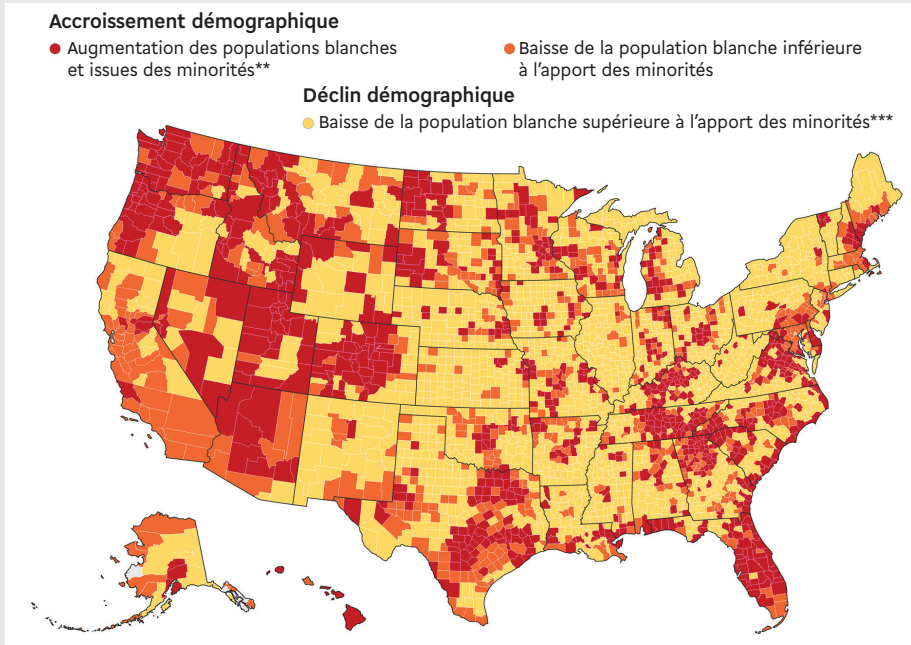 Accroissement démographique
Augmentation des populations blanches
et issues des minorités**
Baisse de la population blanche inférieure
à l'apport des minorités
Déclin démographique
Baisse de la population blanche supérieure à l'apport des minorités***